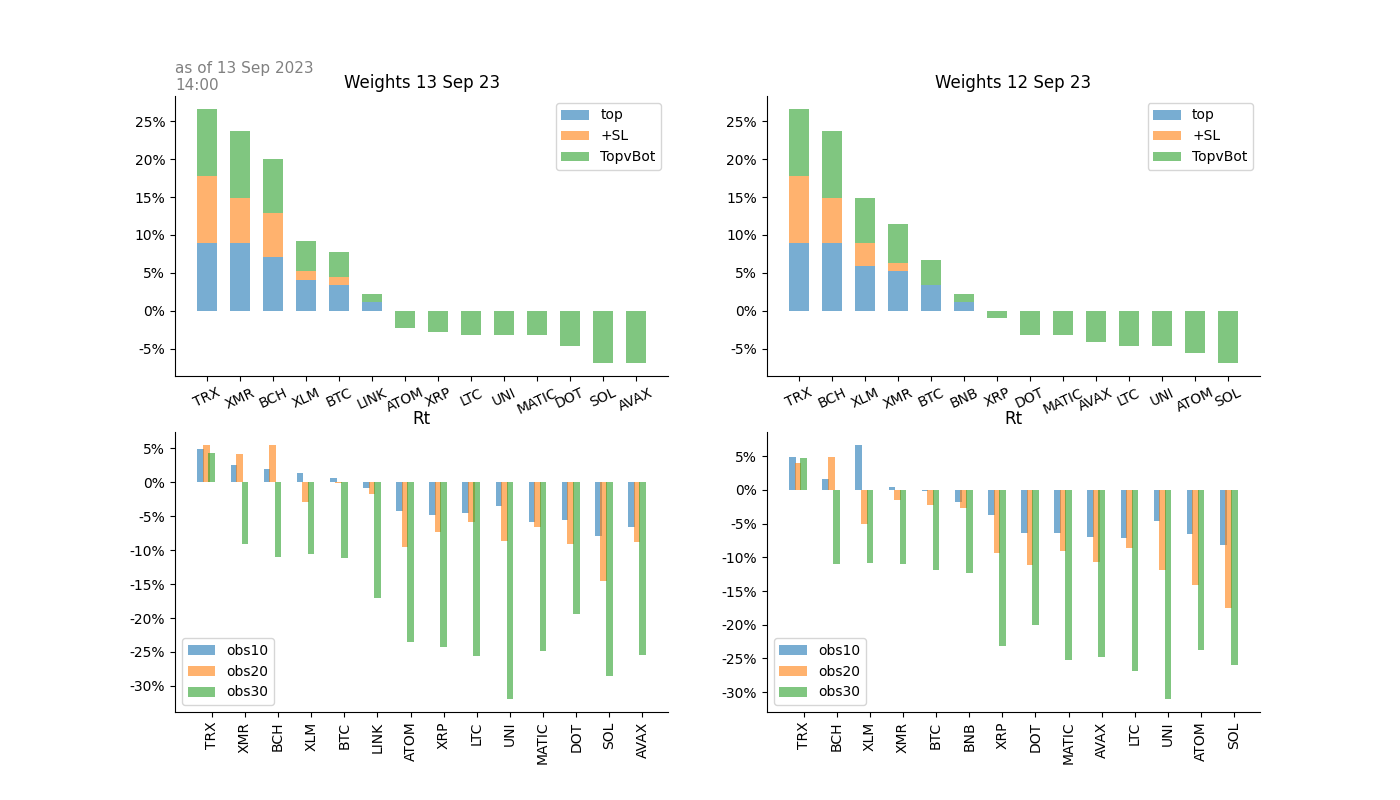 as of 13 Sep 2023
14:00
Weights 13 Sep 23
25%
20%
15%
10%
5%
0%
-5%
top
+SL
TopvBot
TRX XMR BCH XLM BTC LINK ATOM XRP LTC UNI MATIC DOT SOL AVAX
Weights 12 Sep 23
25%
20%
15%
10%
5%
0%
-5%
top
+SL
TopvBot
TRX BCH XLM XMR BTC BNB XRP DOT MATIC AVAX LTC UNI ATOM SOL
Rt
5%
0%
-5%
-10%
-15%
-20%
-25%
-30%
obs10
obs20
obs30
TRX XMR BCH XLM BTC LINK ATOM XRP LTC UNI MATIC DOT SOL AVAX
Rt
5%
0%
-5%
-10%
-15%
-20%
-25%
-30%
obs10
obs20
obs30
TRX BCH XLM XMR BTC BNB XRP DOT MATIC AVAX LTC UNI ATOM SOL